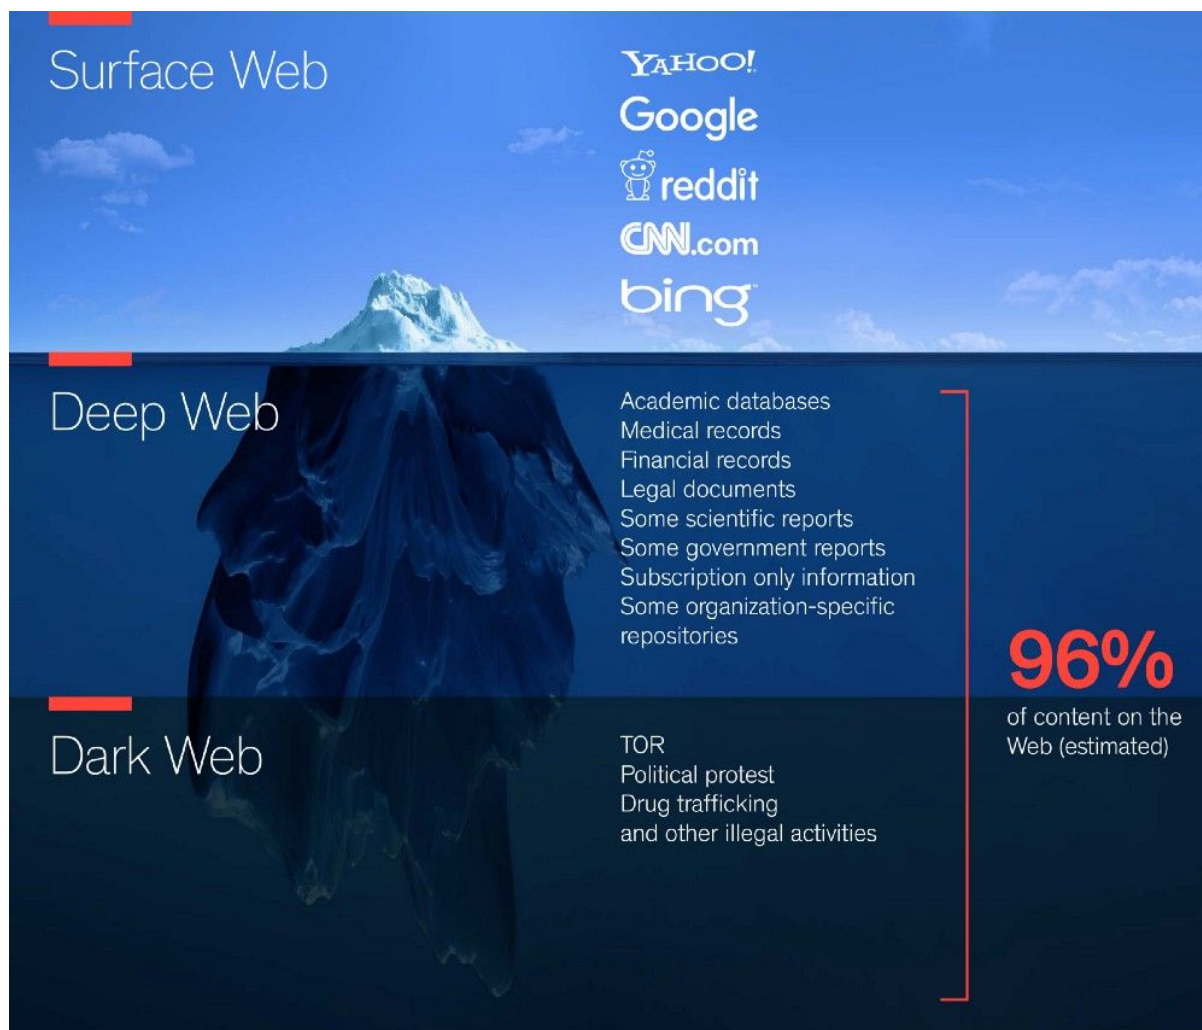 Surface Web
YAHOO!
Google
reddit
CNN.com
bing
Deep Web
Academic databases
Medical records
Financial records
Legal documents
Some scientific reports
Some government reports
Subscription only information
Some organization-specific
repositories
96%
of content on the
Web (estimated)
Dark Web
TOR
Political protest
Drug trafficking
and other illegal activities